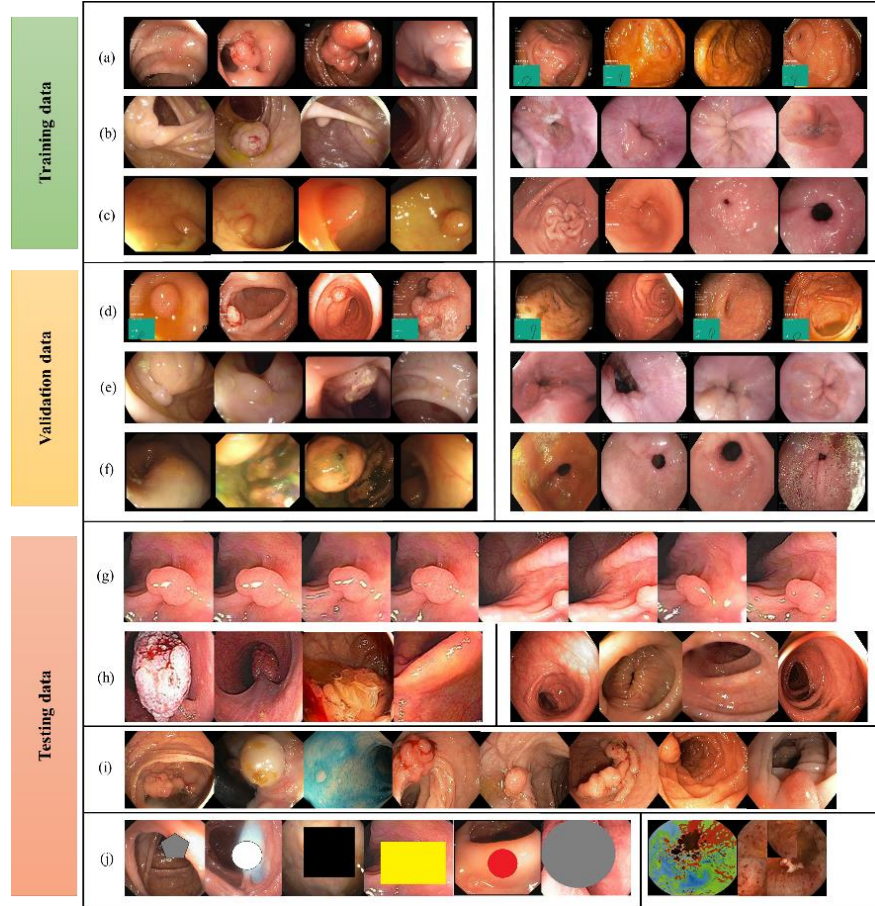 Training data
(a)
(b)
(c)
Validation data
(d)
(e)
(f)
Testing data
(g)
(h)
(i)
(j)